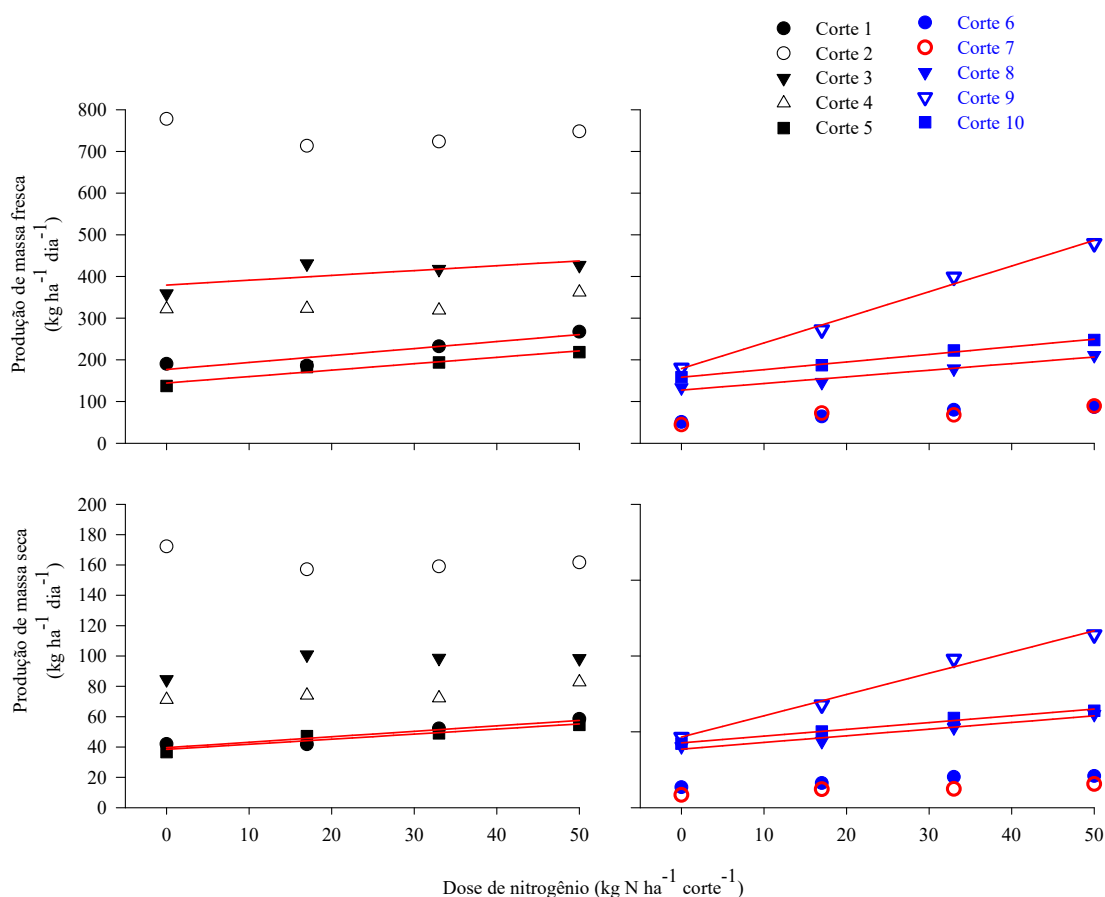 Corte 1
Corte 2
Corte 3
Corte 4
Corte 5
Corte 6
Corte 7
Corte 8
Corte 9
Corte 10
Produção de massa fresca
(kg ha⁻¹ dia⁻¹)
800
700
600
500
400
300
200
100
0
Produção de massa seca
(kg ha⁻¹ dia⁻¹)
200
180
160
140
120
100
80
60
40
20
0
0 10 20 30 40 50
0 10 20 30 40 50
Dose de nitrogênio (kg N ha⁻¹ corte⁻¹)